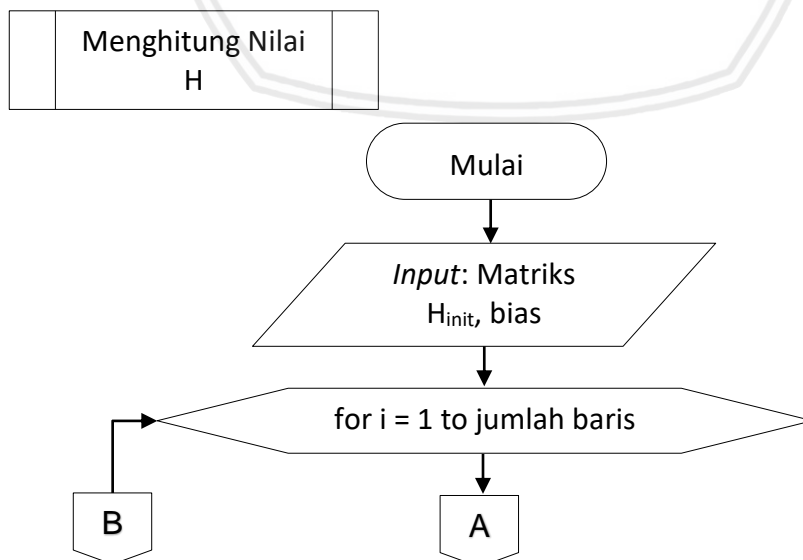 Menghitung Nilai
H
Mulai
Input: Matriks
Hinit, bias
for i = 1 to jumlah baris
B
A